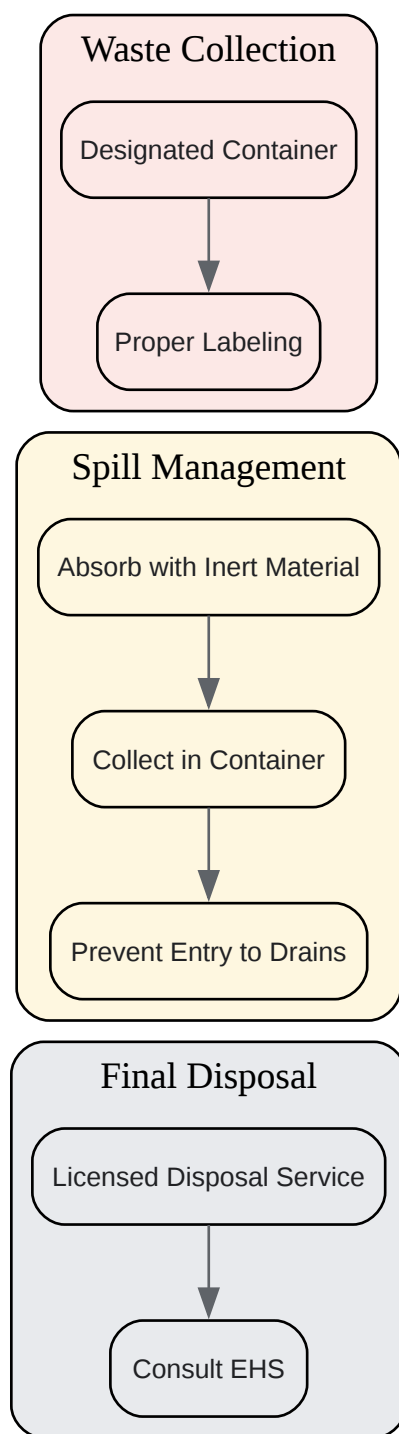 Waste Collection
Designated Container
Proper Labeling
Spill Management
Absorb with Inert Material
Collect in Container
Prevent Entry to Drains
Final Disposal
Licensed Disposal Service
Consult EHS